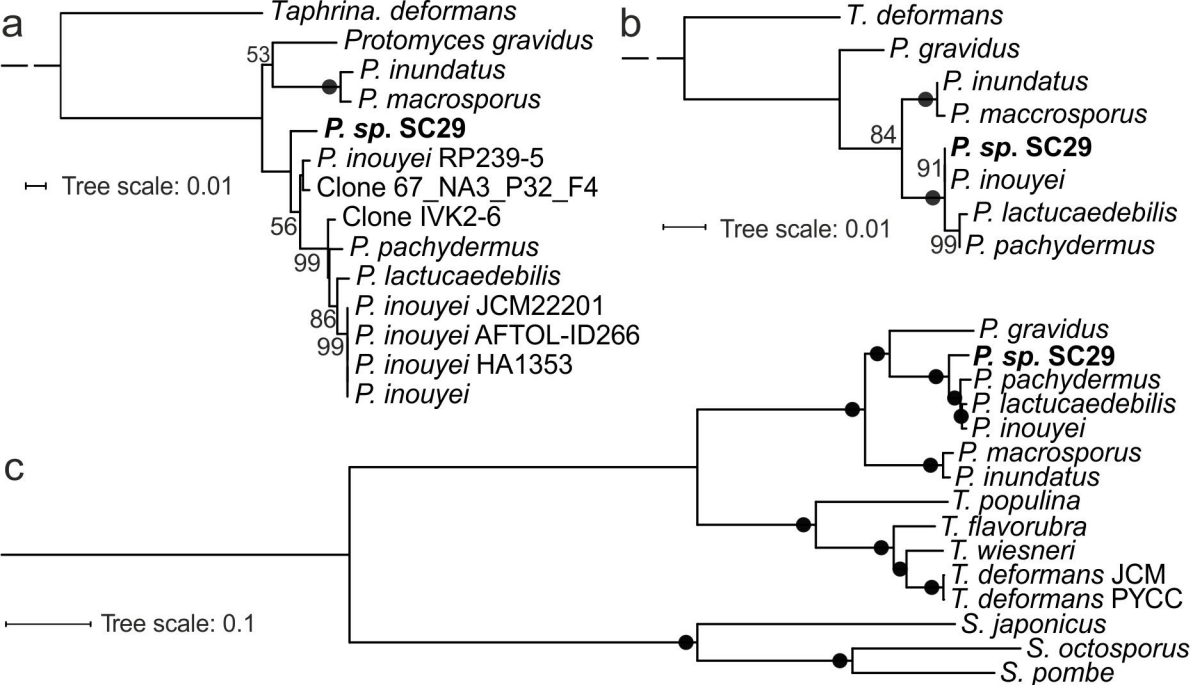 a
Taphrina. deformans
53
Protomyces gravidus
P. inundatus
P. macrosporus
P. sp. SC29
P. inouyei RP239-5
Tree scale: 0.01
Clone 67_NA3_P32_F4
Clone IVK2-6
56
P. pachydermus
99
P. lactucaedebilis
P. inouyei JCM22201
86
P. inouyei AFTOL-ID266
99
P. inouyei HA1353
P. inouyei
b
T. deformans
P. gravidus
P. inundatus
P. maccrosporus
84
P. sp. SC29
91
P. inouyei
P. lactucaedebilis
Tree scale: 0.01
99
P. pachydermus
c
P. gravidus
P. sp. SC29
P. pachydermus
P. lactucaedebilis
P. inouyei
P. macrosporus
P. inundatus
T. populina
T. flavorubra
T. wiesneri
T. deformans JCM
T. deformans PYCC
Tree scale: 0.1
S. japonicus
S. octosporus
S. pombe